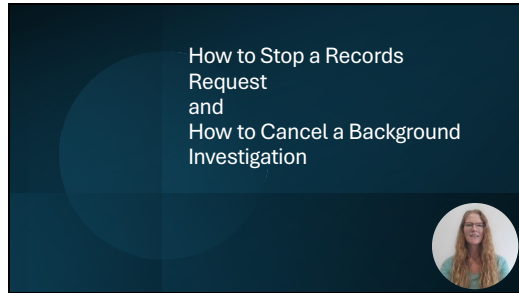 How to Stop a Records
Request
and
How to Cancel a Background
Investigation